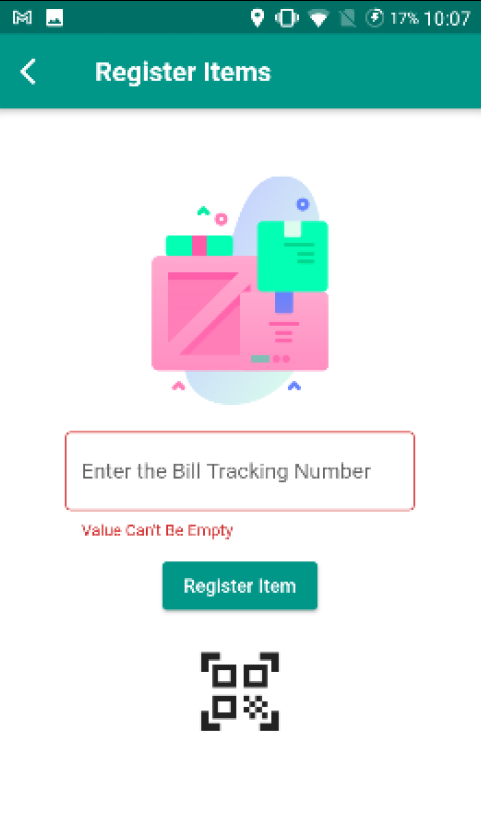 17% 10:07
Register Items
Enter the Bill Tracking Number
Value Can't Be Empty
Register Item